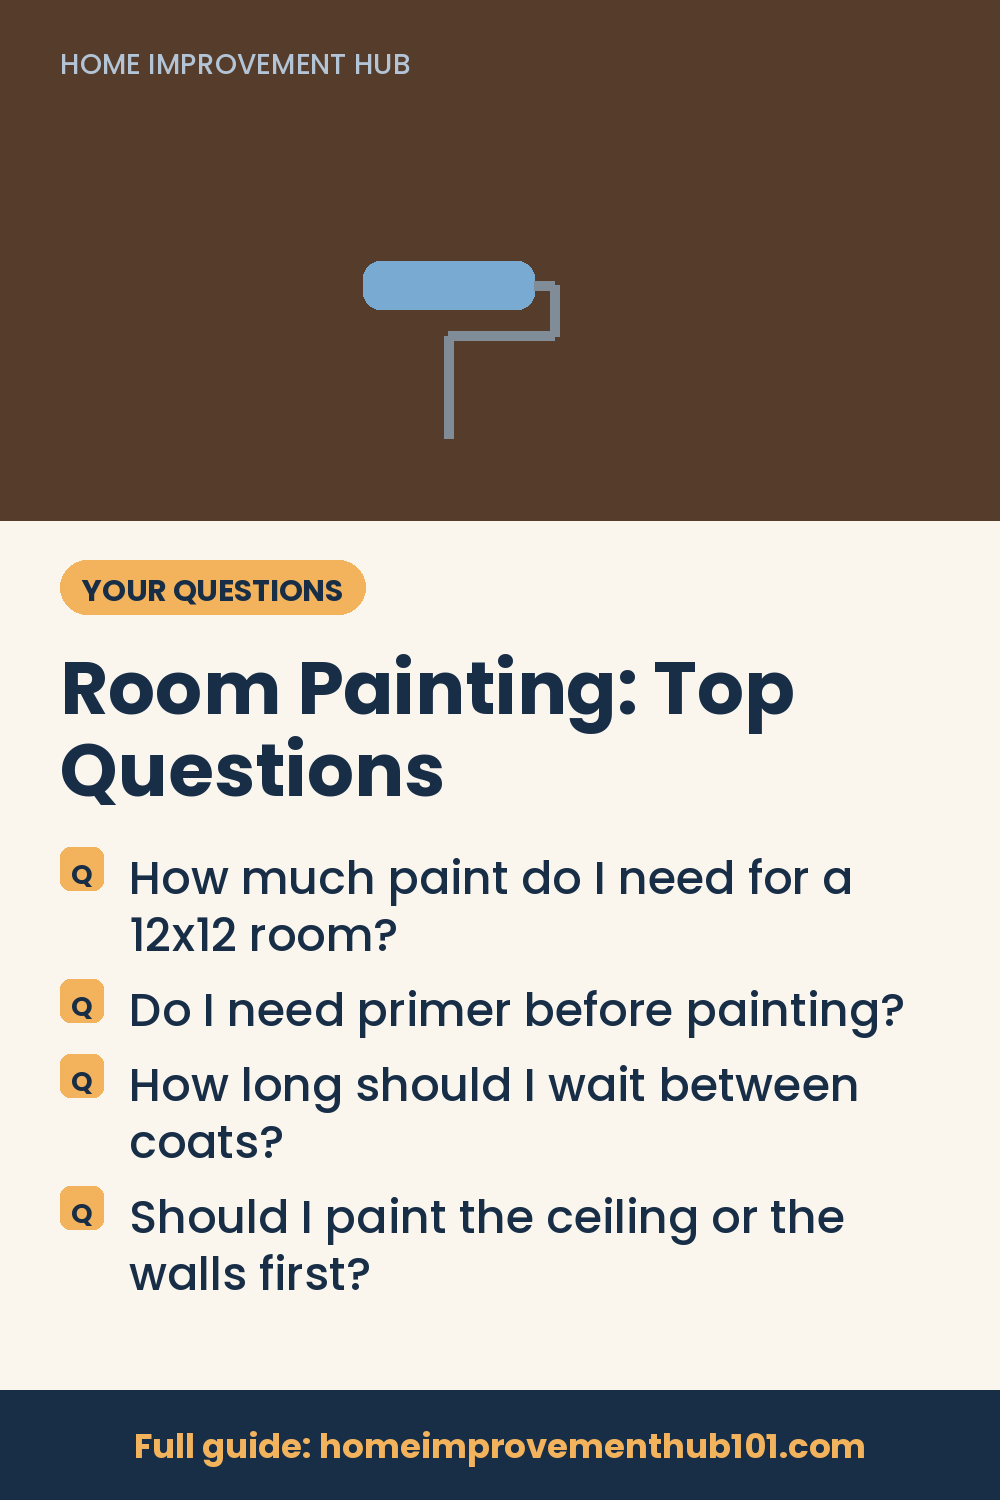 HOME IMPROVEMENT HUB
YOUR QUESTIONS
Room Painting: Top
Questions
Q How much paint do I need for a
12x12 room?
Q Do I need primer before painting?
Q How long should I wait between
coats?
Q Should I paint the ceiling or the
walls first?
Full guide: homeimprovementhub101.com